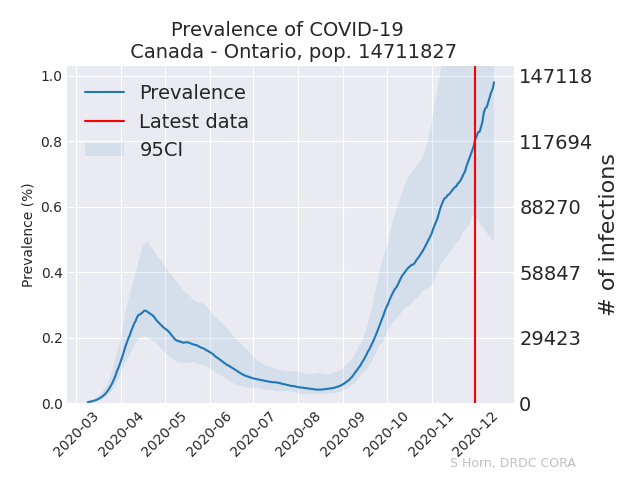 Prevalence of COVID-19
Canada - Ontario, pop. 14711827
Prevalence
Latest data
95CI
Prevalence (%)
1.0
0.8
0.6
0.4
0.2
0.0
147118
117694
88270
58847
29423
0
# of infections
2020-03
2020-04
2020-05
2020-06
2020-07
2020-08
2020-09
2020-10
2020-11
2020-12
S Horn, DRDC CORA